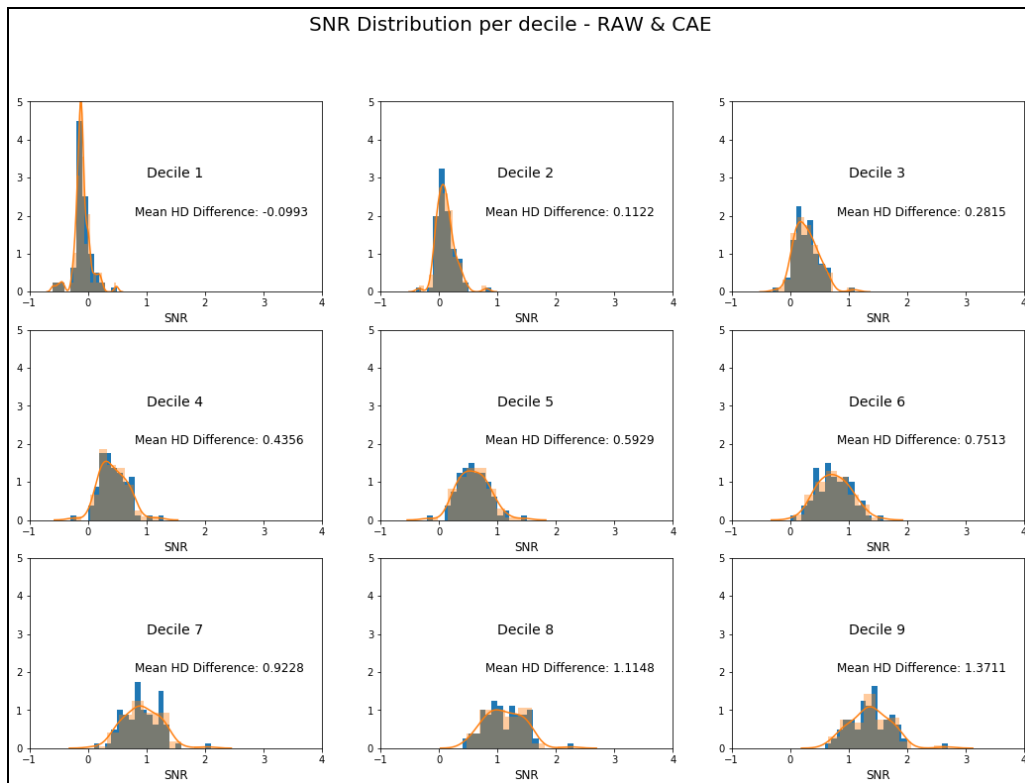 SNR Distribution per decile - RAW & CAE
5
4
3
2
1
0
Decile 1
Mean HD Difference: -0.0993
−1 0 1 2 3 4
SNR
5
4
3
2
1
0
Decile 2
Mean HD Difference: 0.1122
−1 0 1 2 3 4
SNR
5
4
3
2
1
0
Decile 3
Mean HD Difference: 0.2815
−1 0 1 2 3 4
SNR
5
4
3
2
1
0
Decile 4
Mean HD Difference: 0.4356
−1 0 1 2 3 4
SNR
5
4
3
2
1
0
Decile 5
Mean HD Difference: 0.5929
−1 0 1 2 3 4
SNR
5
4
3
2
1
0
Decile 6
Mean HD Difference: 0.7513
−1 0 1 2 3 4
SNR
5
4
3
2
1
0
Decile 7
Mean HD Difference: 0.9228
−1 0 1 2 3 4
SNR
5
4
3
2
1
0
Decile 8
Mean HD Difference: 1.1148
−1 0 1 2 3 4
SNR
5
4
3
2
1
0
Decile 9
Mean HD Difference: 1.3711
−1 0 1 2 3 4
SNR